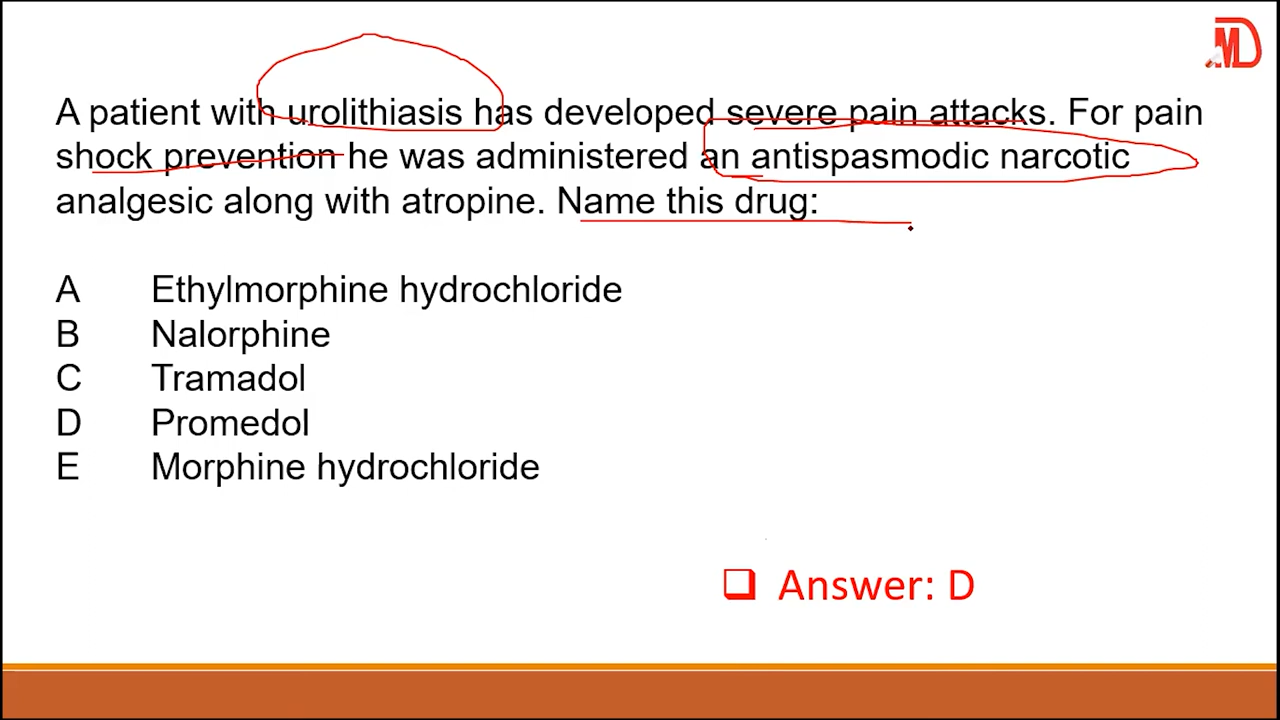 MD
A patient with urolithiasis has developed severe pain attacks. For pain
shock prevention he was administered an antispasmodic narcotic
analgesic along with atropine. Name this drug:
A Ethylmorphine hydrochloride
B Nalorphine
C Tramadol
D Promedol
E Morphine hydrochloride
Answer: D